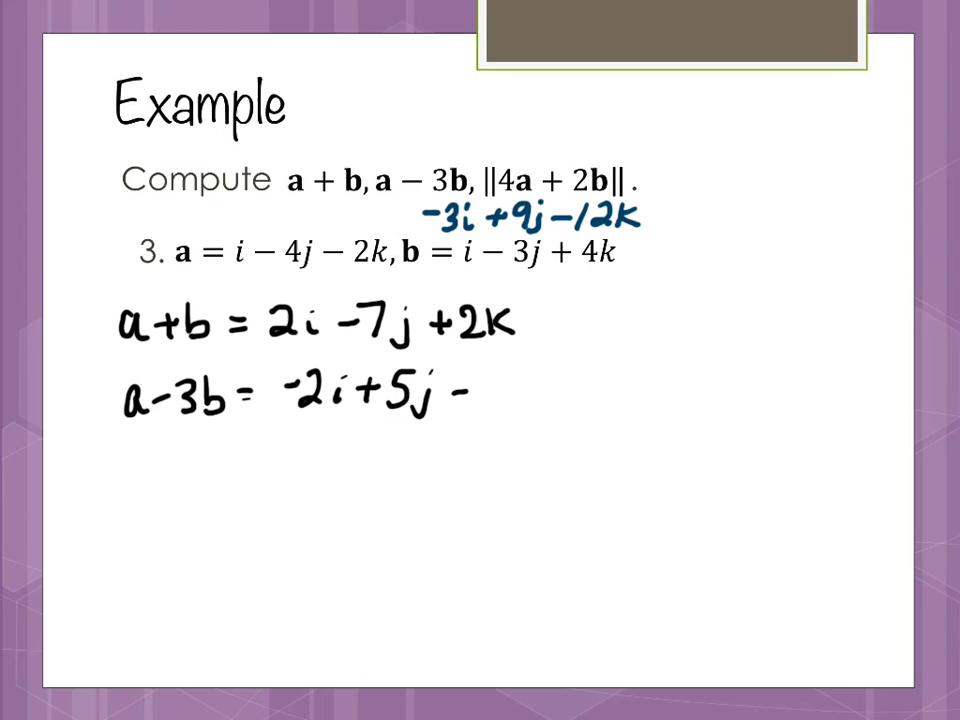 Example
Compute a + b, a − 3b, ||4a + 2b|| .
-3i +9j -12k
3. a = i − 4j − 2k, b = i − 3j + 4k
a+b = 2i -7j +2k
a-3b = -2i +5j -